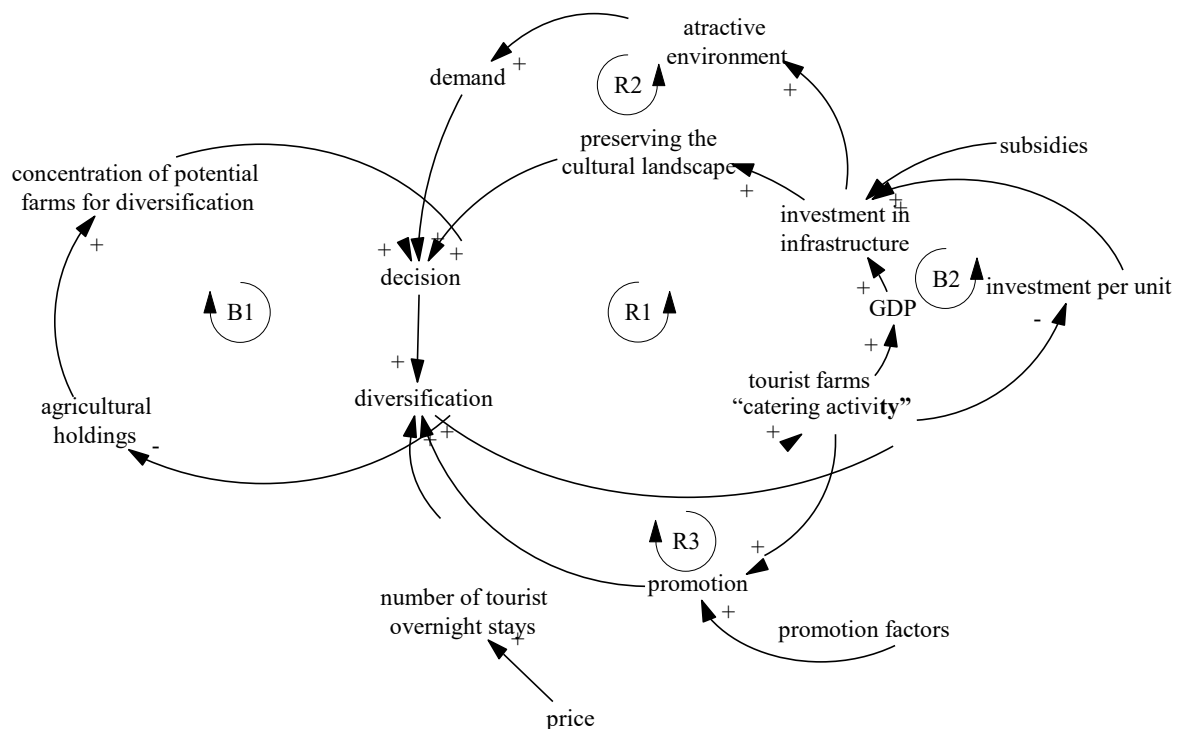 atractive
environment
+
demand
+
R2
+
preserving the
cultural landscape
+
subsidies
concentration of potential
farms for diversification
+
investment in
infrastructure
+
+
+
+
+
decision
B1
R1
B2
investment per unit
+
GDP
-
+
+
tourist farms
“catering activity”
diversification
agricultural
holdings
-
+
+
+
R3
+
promotion
number of tourist
overnight stays
+
+
promotion factors
price